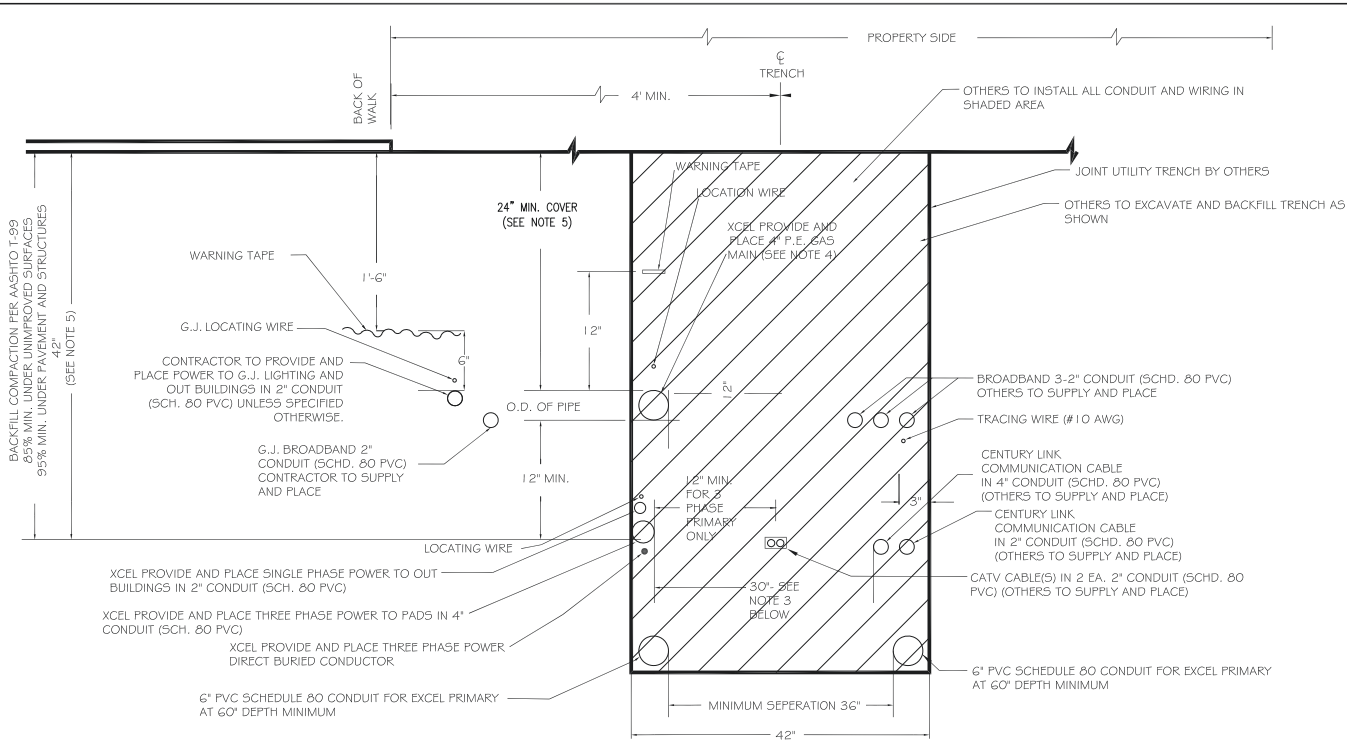 PROPERTY SIDE
℄
TRENCH
BACK OF
WALK
4' MIN.
OTHERS TO INSTALL ALL CONDUIT AND WIRING IN
SHADED AREA
WARNING TAPE
JOINT UTILITY TRENCH BY OTHERS
LOCATION WIRE
24" MIN. COVER
(SEE NOTE 5)
OTHERS TO EXCAVATE AND BACKFILL TRENCH AS
SHOWN
XCEL PROVIDE AND
PLACE 4" P.E. GAS
MAIN (SEE NOTE 4)
BACKFILL COMPACTION PER AASHTO T-99
85% MIN. UNDER UNIMPROVED SURFACES
95% MIN. UNDER PAVEMENT AND STRUCTURES
42"
(SEE NOTE 5)
WARNING TAPE
1'-6"
G.J. LOCATING WIRE
12"
6"
CONTRACTOR TO PROVIDE AND
PLACE POWER TO G.J. LIGHTING AND
OUT BUILDINGS IN 2" CONDUIT
(SCH. 80 PVC) UNLESS SPECIFIED
OTHERWISE.
12"
BROADBAND 3-2" CONDUIT (SCHD. 80 PVC)
OTHERS TO SUPPLY AND PLACE
O.D. OF PIPE
TRACING WIRE (#10 AWG)
G.J. BROADBAND 2"
CONDUIT (SCHD. 80 PVC)
CONTRACTOR TO SUPPLY
AND PLACE
12" MIN.
12" MIN.
FOR 3
PHASE
PRIMARY
ONLY
CENTURY LINK
COMMUNICATION CABLE
IN 4" CONDUIT (SCHD. 80 PVC)
(OTHERS TO SUPPLY AND PLACE)
3"
CENTURY LINK
COMMUNICATION CABLE
IN 2" CONDUIT (SCHD. 80 PVC)
(OTHERS TO SUPPLY AND PLACE)
LOCATING WIRE
XCEL PROVIDE AND PLACE SINGLE PHASE POWER TO OUT
BUILDINGS IN 2" CONDUIT (SCH. 80 PVC)
30"- SEE
NOTE 3
BELOW
CATV CABLE(S) IN 2 EA. 2" CONDUIT (SCHD. 80
PVC) (OTHERS TO SUPPLY AND PLACE)
XCEL PROVIDE AND PLACE THREE PHASE POWER TO PADS IN 4"
CONDUIT (SCH. 80 PVC)
XCEL PROVIDE AND PLACE THREE PHASE POWER
DIRECT BURIED CONDUCTOR
6" PVC SCHEDULE 80 CONDUIT FOR EXCEL PRIMARY
AT 60" DEPTH MINIMUM
6" PVC SCHEDULE 80 CONDUIT FOR EXCEL PRIMARY
AT 60" DEPTH MINIMUM
MINIMUM SEPERATION 36"
42"